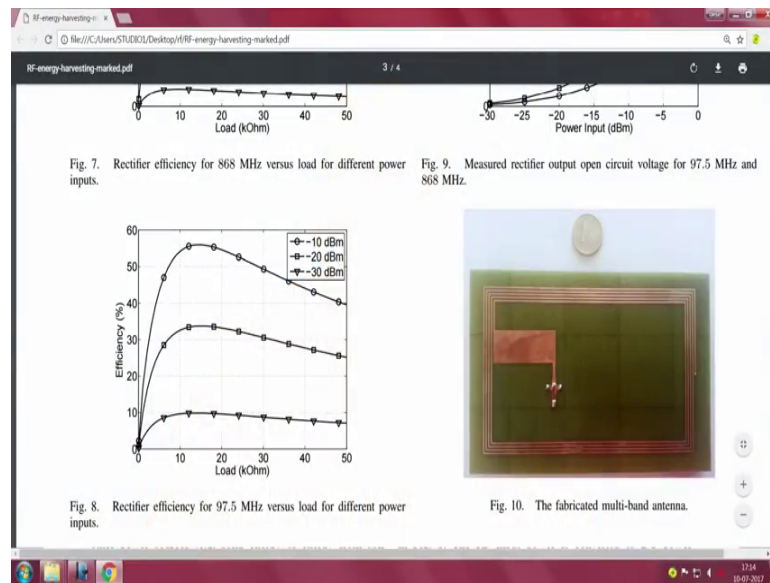 RF-energy-harvesting-m
file:///C:/Users/STUDIO1/Desktop/rf/RF-energy-harvesting-marked.pdf
RF-energy-harvesting-marked.pdf
3 / 4
0
0 10 20 30 40 50
Load (kOhm)
0
-30 -25 -20 -15 -10 -5 0
Power Input (dBm)
Fig. 7. Rectifier efficiency for 868 MHz versus load for different power
inputs.
Fig. 9. Measured rectifier output open circuit voltage for 97.5 MHz and
868 MHz.
60
50
40
30
20
10
0
Efficiency (%)
-10 dBm
-20 dBm
-30 dBm
0 10 20 30 40 50
Load (kOhm)
Fig. 8. Rectifier efficiency for 97.5 MHz versus load for different power
inputs.
Fig. 10. The fabricated multi-band antenna.
17:14
10-07-2017